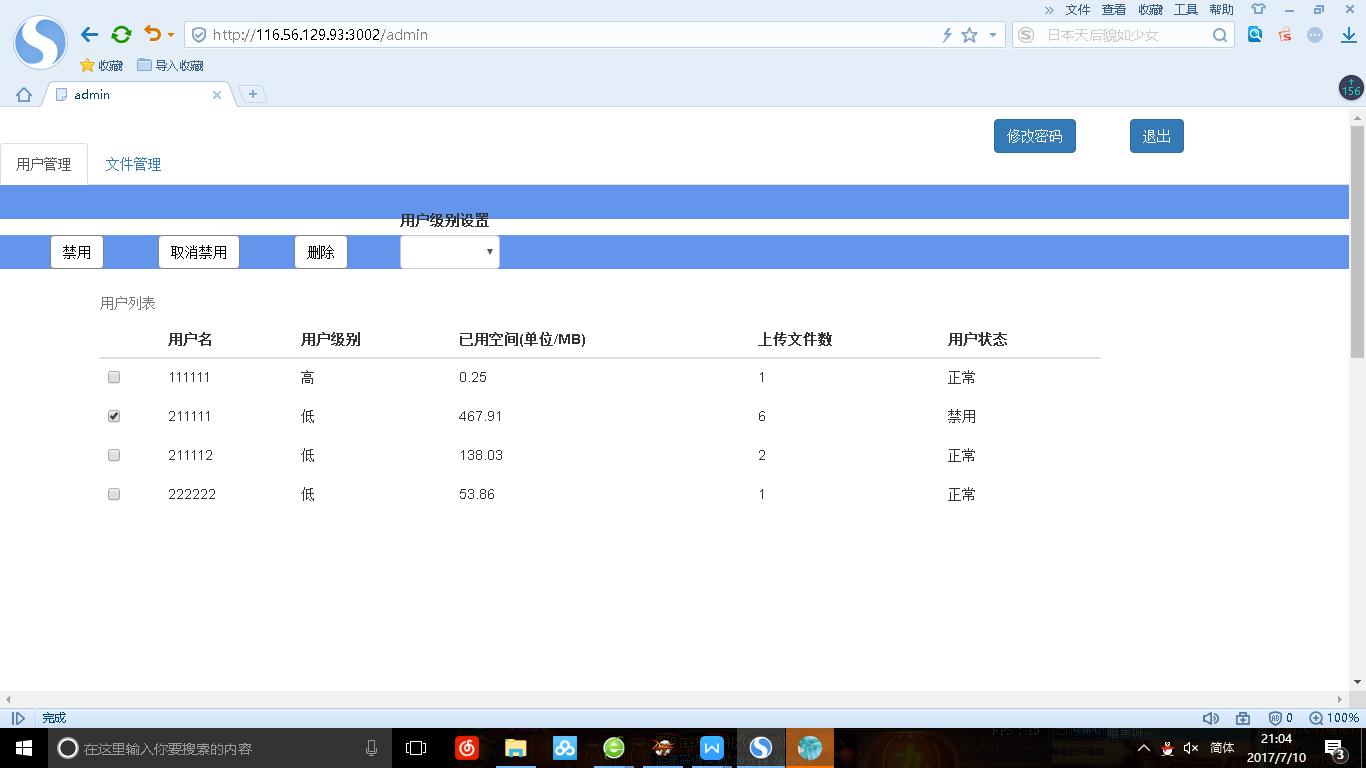 » 文件 查看 收藏 工具 帮助
http://116.56.129.93:3002/admin
日本天后貌如少女
收藏 导入收藏
admin
156
修改密码 退出
用户管理 文件管理
用户级别设置
禁用 取消禁用 删除
用户列表
用户名 用户级别 已用空间(单位/MB) 上传文件数 用户状态
111111 高 0.25 1 正常
211111 低 467.91 6 禁用
211112 低 138.03 2 正常
222222 低 53.86 1 正常
完成 0 100%
在这里输入你要搜索的内容
简体
21:04
2017/7/10
3